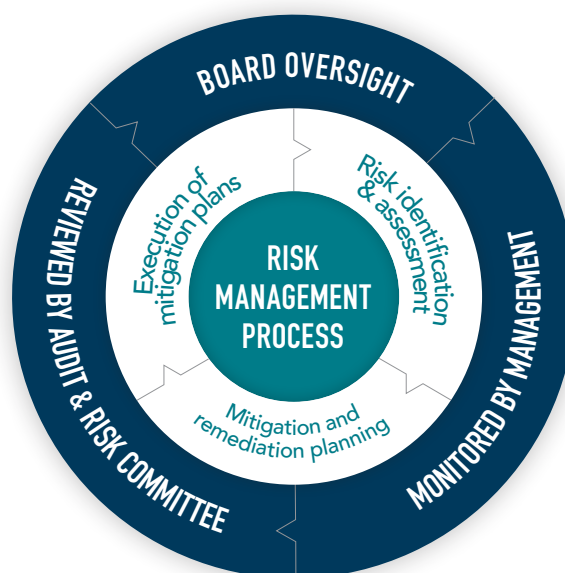 BOARD OVERSIGHT
MONITORED BY MANAGEMENT
REVIEWED BY AUDIT & RISK COMMITTEE
Risk identification
& assessment
Mitigation and
remediation planning
Execution of
mitigation plans
RISK
MANAGEMENT
PROCESS